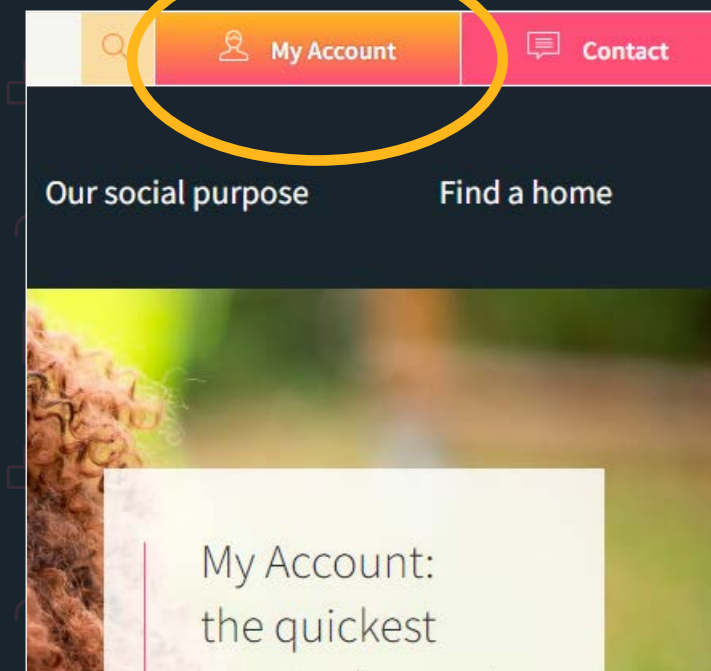 My Account
Contact
Our social purpose
Find a home
My Account:
the quickest